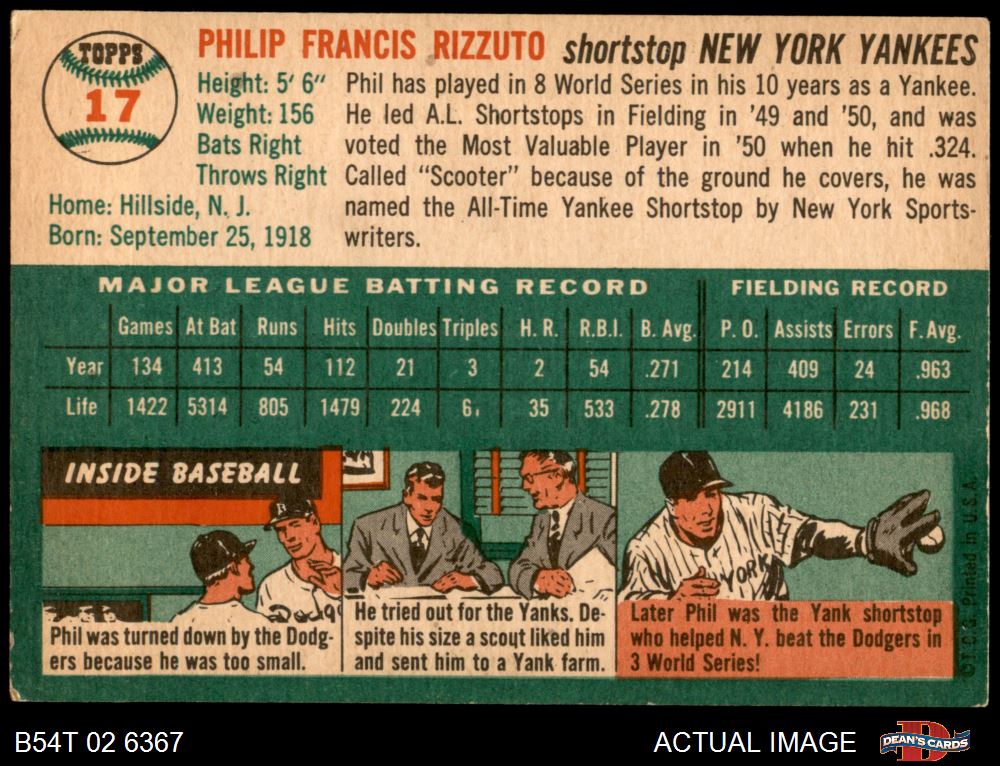 TOPPS
17
PHILIP FRANCIS RIZZUTO shortstop NEW YORK YANKEES
Height: 5' 6"
Weight: 156
Bats Right
Throws Right
Home: Hillside, N. J.
Born: September 25, 1918
Phil has played in 8 World Series in his 10 years as a Yankee.
He led A.L. Shortstops in Fielding in '49 and '50, and was
voted the Most Valuable Player in '50 when he hit .324.
Called "Scooter" because of the ground he covers, he was
named the All-Time Yankee Shortstop by New York Sports-
writers.
MAJOR LEAGUE BATTING RECORD FIELDING RECORD
Games At Bat Runs Hits Doubles Triples H. R. R.B.I. B. Avg. P. O. Assists Errors F. Avg.
Year 134 413 54 112 21 3 2 54 .271 214 409 24 .963
Life 1422 5314 805 1479 224 35 533 .278 2911 4186 231 .968
INSIDE BASEBALL
B
Dodg
Phil was turned down by the Dodg-
ers because he was too small.
He tried out for the Yanks. De-
spite his size a scout liked him
and sent him to a Yank farm.
YORK
Later Phil was the Yank shortstop
who helped N. Y. beat the Dodgers in
3 World Series!
© T. C. G. Printed in U. S. A.
B54T 02 6367
ACTUAL IMAGE
D
DEAN'S CARDS